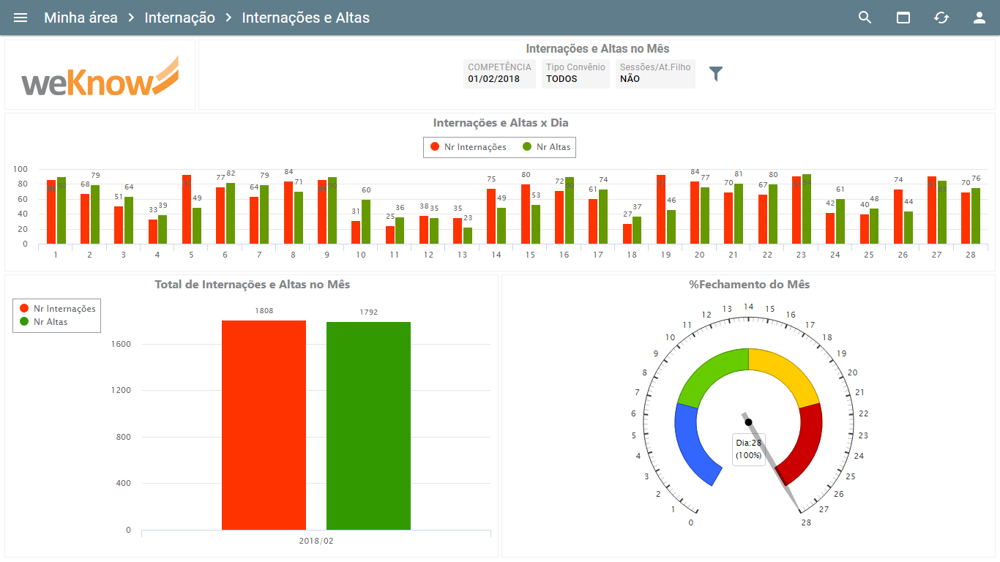 Minha área > Internação > Internações e Altas
weKnow
Internações e Altas no Mês
COMPETÊNCIA Tipo Convênio Sessões/At.Filho
01/02/2018 TODOS NÃO
Internações e Altas x Dia
Nr Internações Nr Altas
100
80
60
40
20
0
68 79 51 64 33 39 49 77 82 64 79 84 71 31 60 25 36 38 35 35 23 75 49 80 53 72 61 74 27 37 46 84 77 70 81 67 80 42 61 40 48 74 44 70 76
1 2 3 4 5 6 7 8 9 10 11 12 13 14 15 16 17 18 19 20 21 22 23 24 25 26 27 28
Total de Internações e Altas no Mês
Nr Internações
Nr Altas
1808 1792
1600
1200
800
400
0
2018/02
%Fechamento do Mês
0 1 2 3 4 5 6 7 8 9 10 11 12 13 14 15 16 17 18 19 20 21 22 23 24 25 26 27 28
Dia:28
(100%)